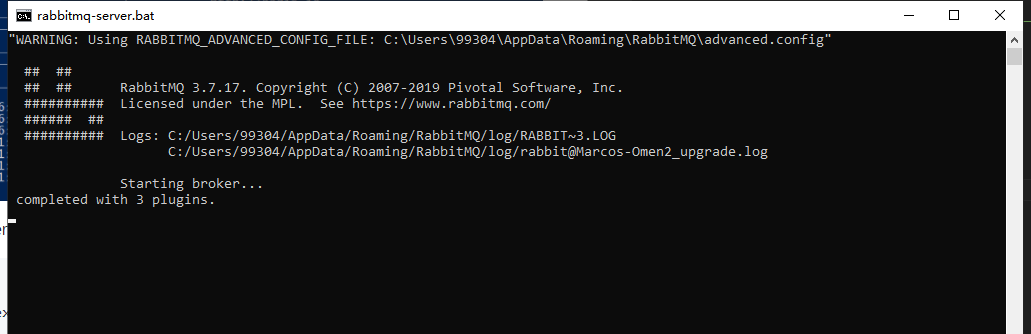 rabbitmq-server.bat
"WARNING: Using RABBITMQ_ADVANCED_CONFIG_FILE: C:\Users\99304\AppData\Roaming\RabbitMQ\advanced.config"
## ##
## ## RabbitMQ 3.7.17. Copyright (C) 2007-2019 Pivotal Software, Inc.
########## Licensed under the MPL. See https://www.rabbitmq.com/
###### ##
########## Logs: C:/Users/99304/AppData/Roaming/RabbitMQ/log/RABBIT~3.LOG
C:/Users/99304/AppData/Roaming/RabbitMQ/log/rabbit@Marcos-Omen2_upgrade.log
Starting broker...
completed with 3 plugins.